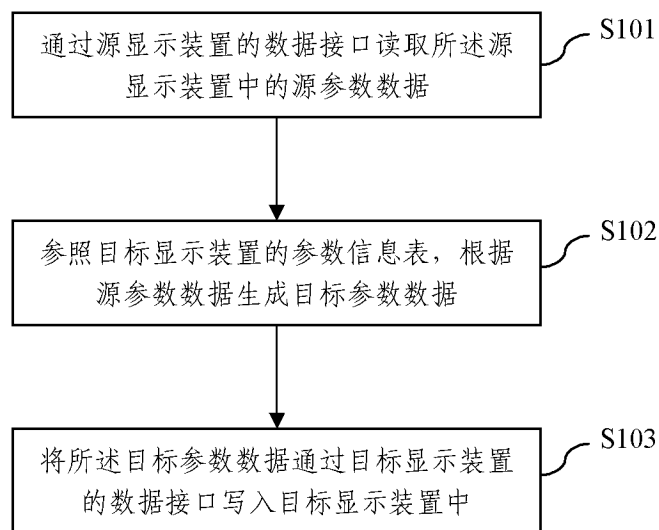 通过源显示装置的数据接口读取所述源
显示装置中的源参数数据
S101
参照目标显示装置的参数信息表，根据
源参数数据生成目标参数数据
S102
将所述目标参数数据通过目标显示装置
的数据接口写入目标显示装置中
S103